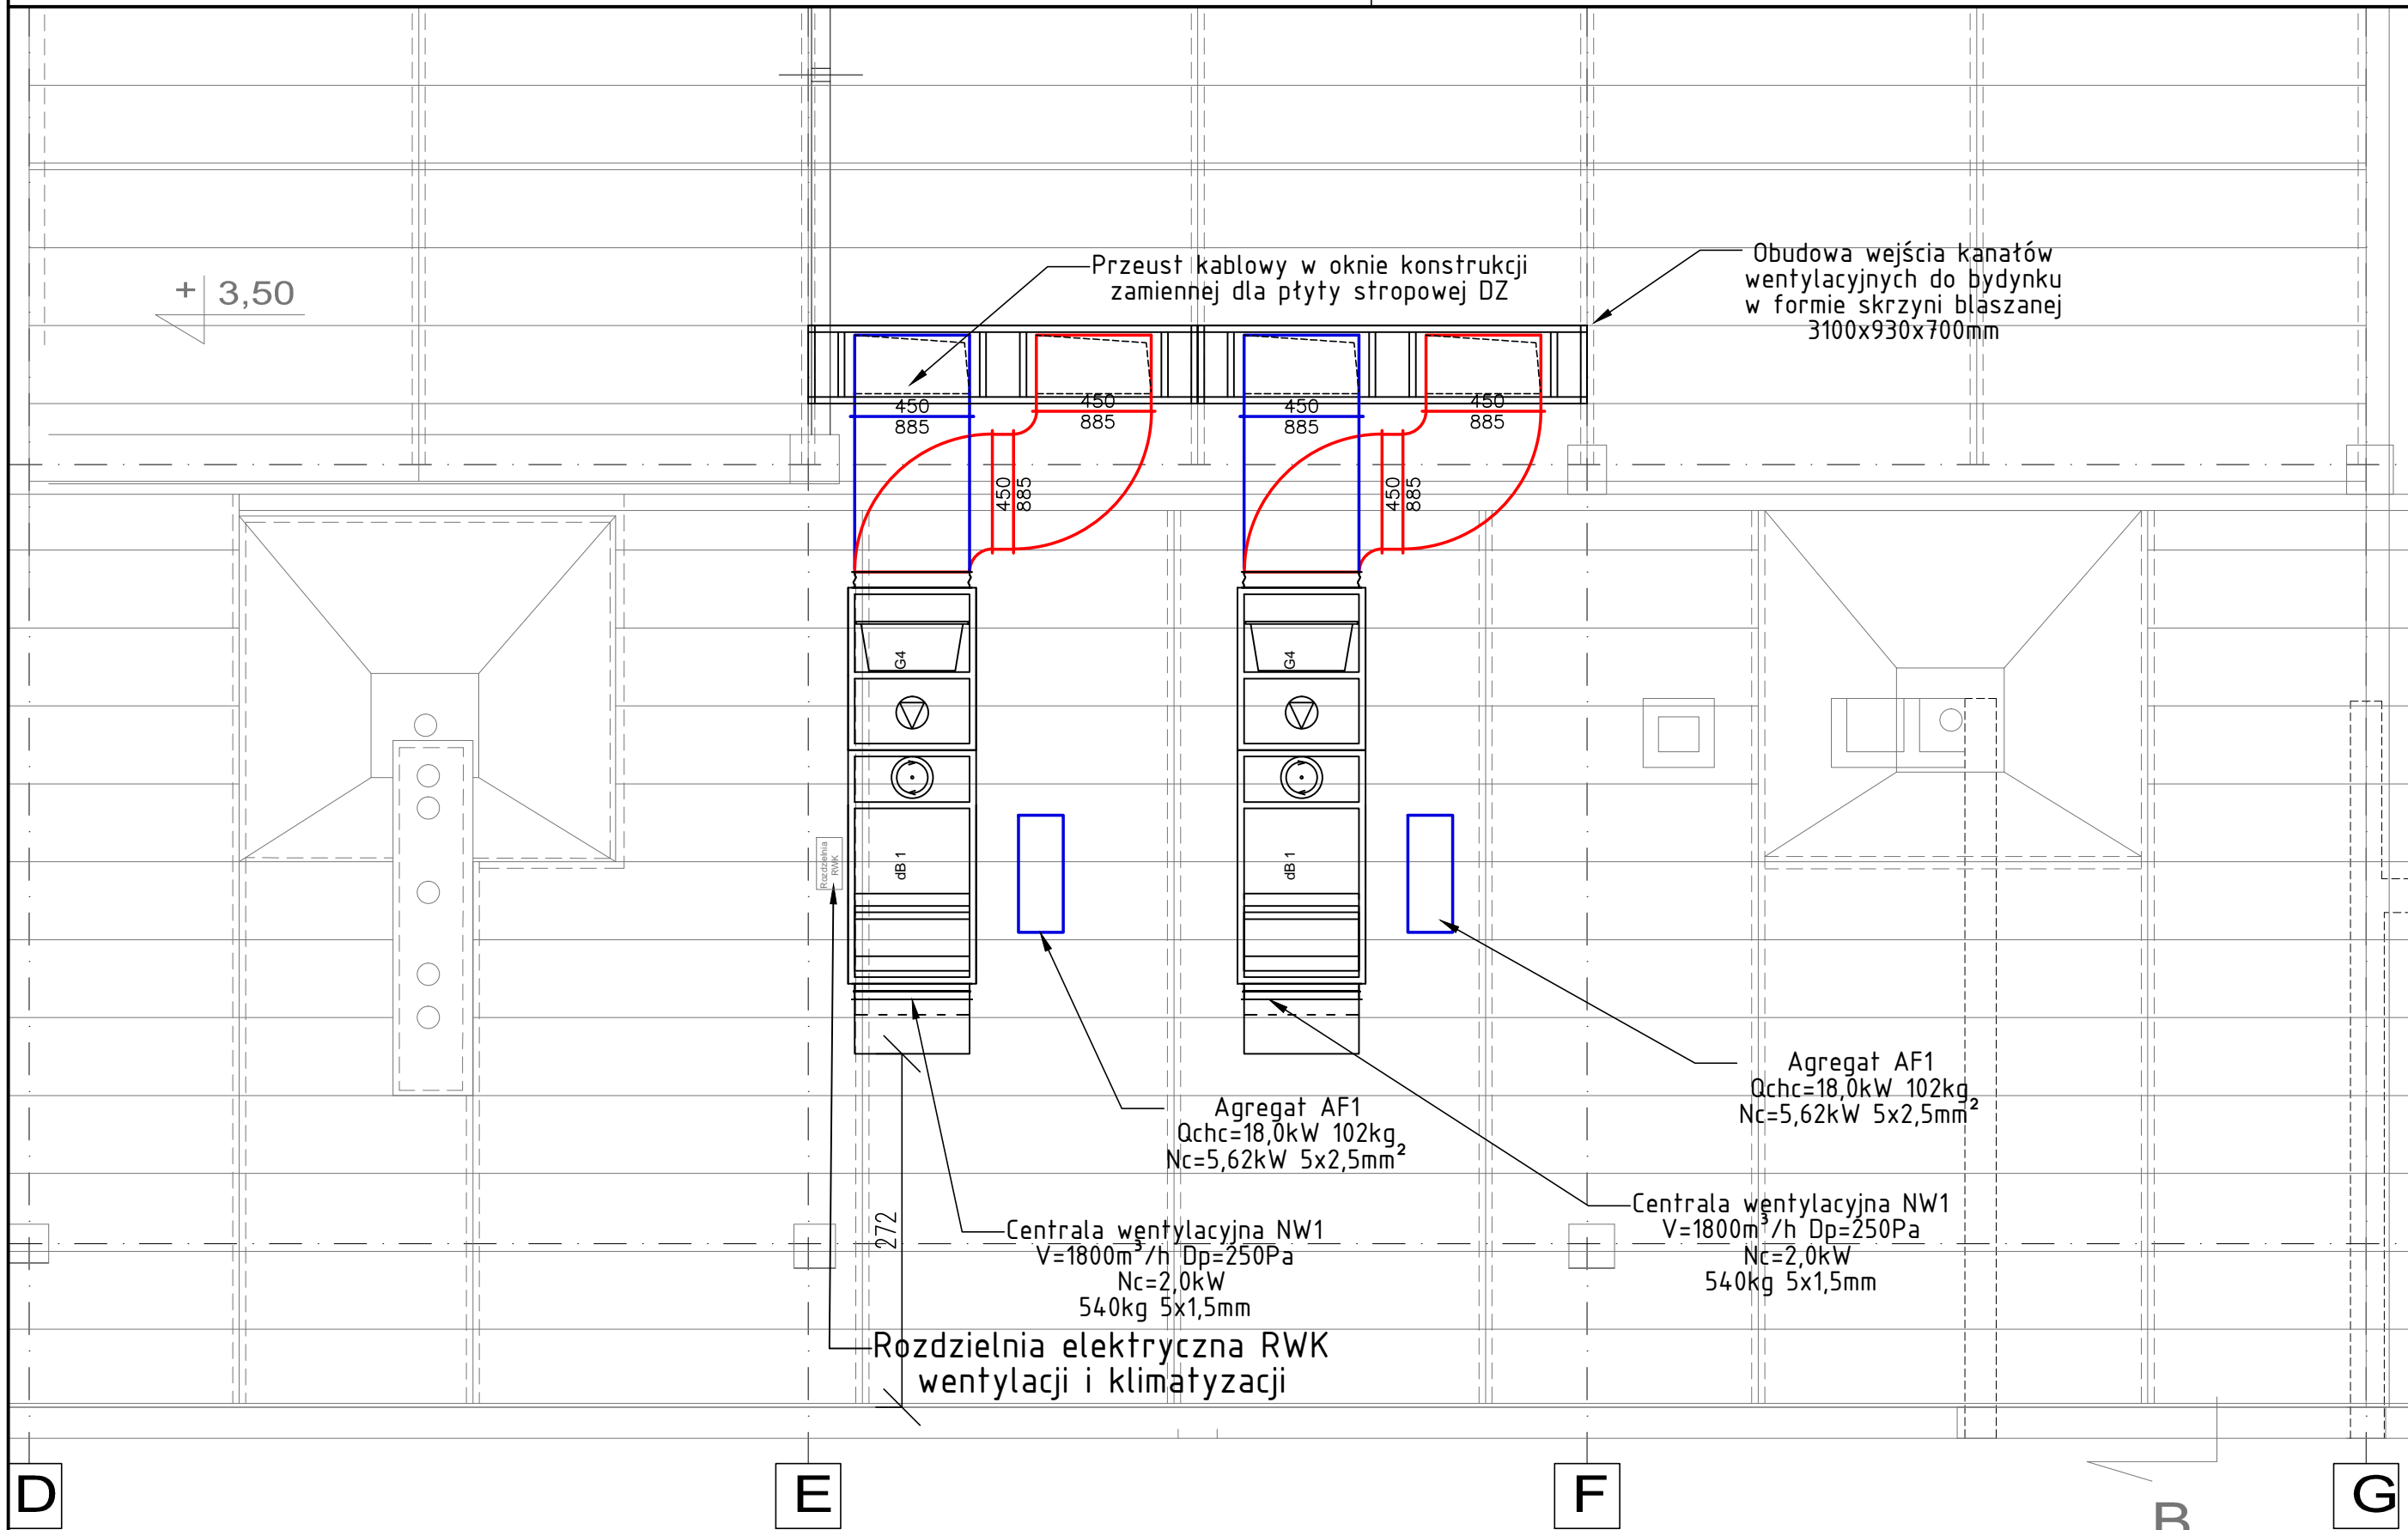 Przeust kablowy w oknie konstrukcji
zamiennej dla płyty stropowej DZ
Obudowa wejścia kanałów
wentylacyjnych do bydynku
w formie skrzyni blaszanej
3100x930x700mm
+ 3,50
450
885
450
885
450
885
450
885
450
885
450
885
G4
G4
dB 1
dB 1
Rozdzielnia
RWK
Agregat AF1
Qchc=18,0kW 102kg
Nc=5,62kW 5x2,5mm²
Agregat AF1
Qchc=18,0kW 102kg
Nc=5,62kW 5x2,5mm²
Centrala wentylacyjna NW1
V=1800m³/h Dp=250Pa
Nc=2,0kW
540kg 5x1,5mm
Centrala wentylacyjna NW1
V=1800m³/h Dp=250Pa
Nc=2,0kW
540kg 5x1,5mm
272
Rozdzielnia elektryczna RWK
wentylacji i klimatyzacji
D
E
F
G
B